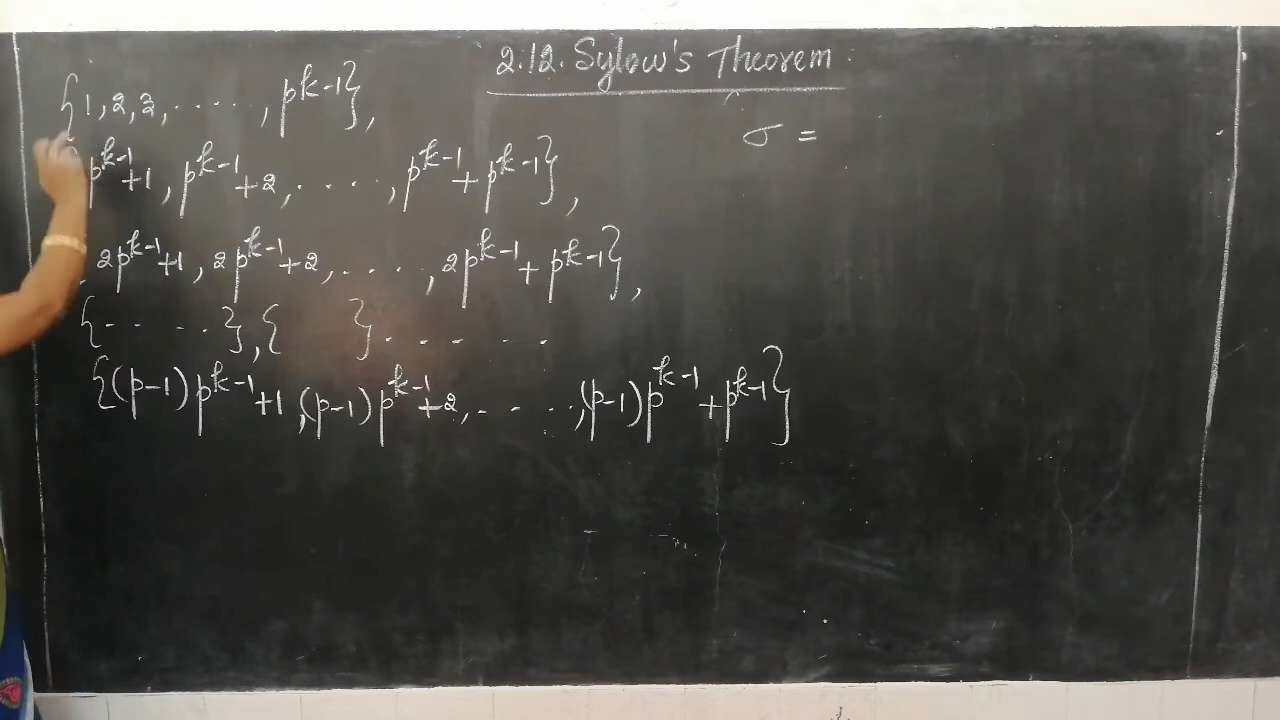 2.12. Sylow's Theorem
{1, 2, 3, ....., p^{k-1}},
σ =
p^{k-1}+1, p^{k-1}+2, ...., p^{k-1}+p^{k-1}},
2p^{k-1}+1, 2p^{k-1}+2, ...., 2p^{k-1}+p^{k-1}},
{-- -..}, { }. - - - - -
{(p-1)p^{k-1}+1, (p-1)p^{k-1}+2, - - - -, (p-1)p^{k-1}+p^{k-1}}